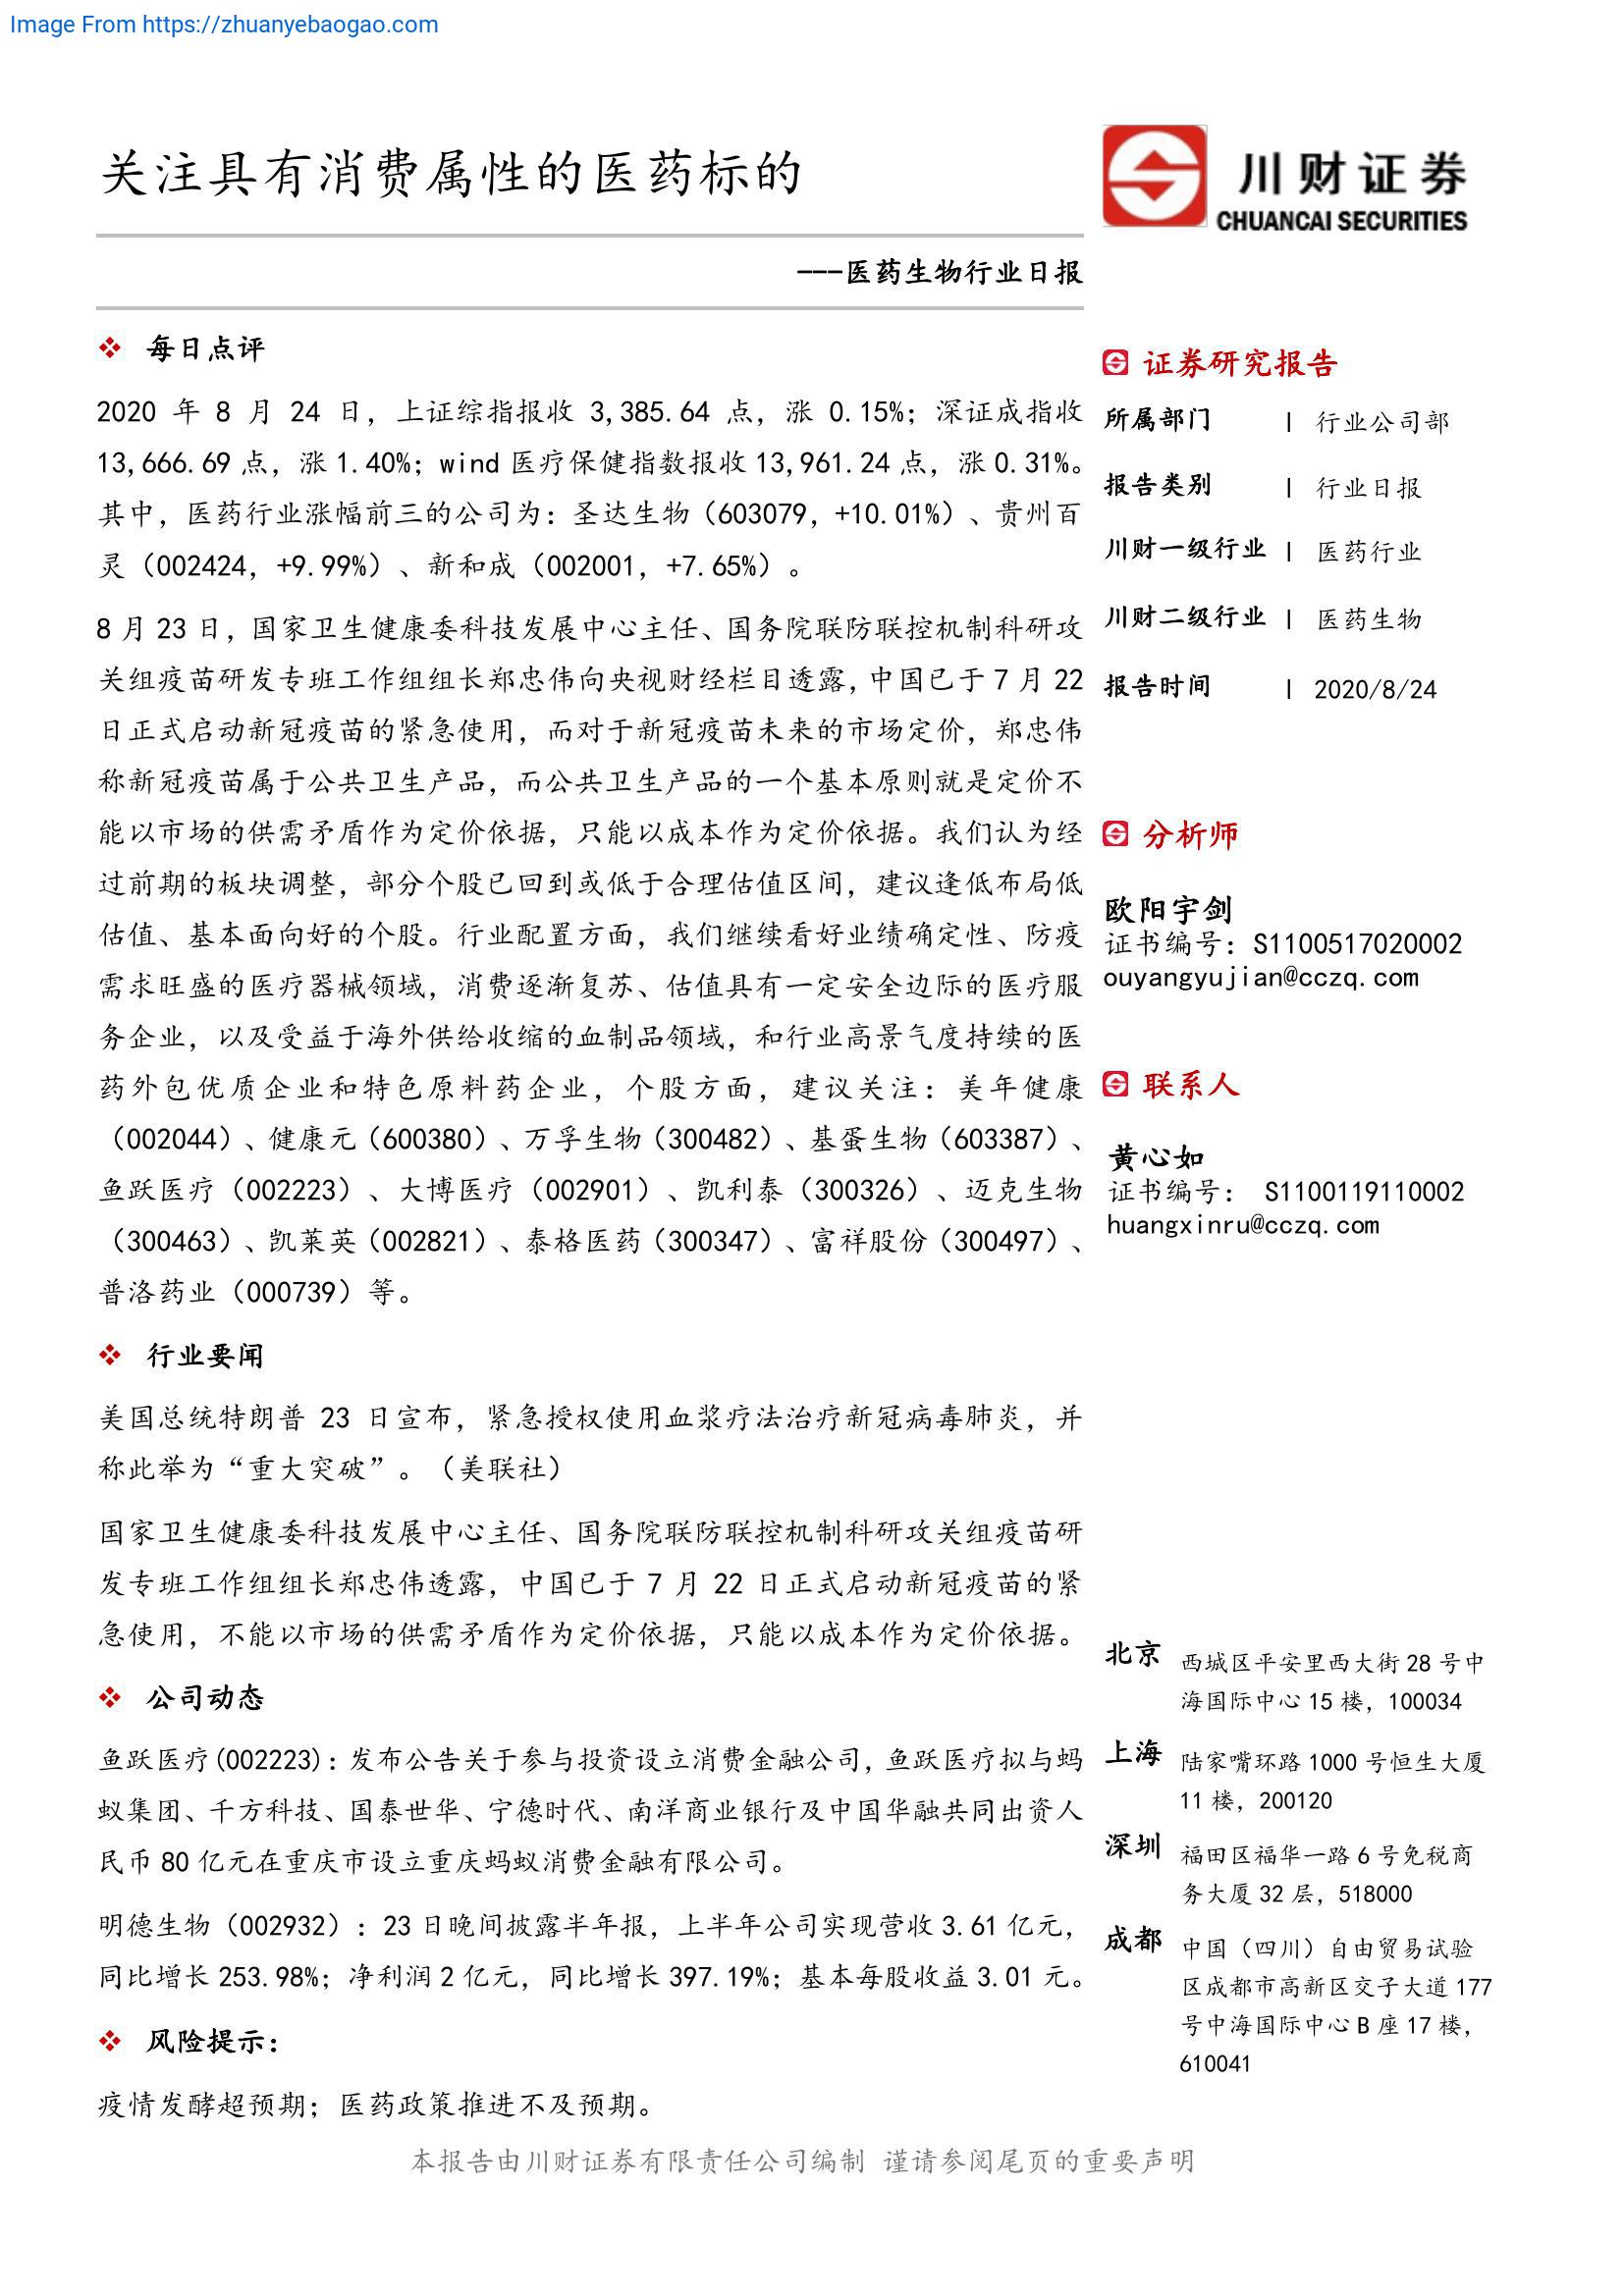 Image From https://zhuanyebaogao.com
关注具有消费属性的医药标的
川财证券
CHUANCAI SECURITIES
---医药生物行业日报
每日点评
2020 年 8 月 24 日，上证综指报收 3,385.64 点，涨 0.15%；深证成指收
13,666.69 点，涨 1.40%；wind 医疗保健指数报收 13,961.24 点，涨 0.31%。
其中，医药行业涨幅前三的公司为：圣达生物（603079，+10.01%）、贵州百
灵（002424，+9.99%）、新和成（002001，+7.65%）。
8 月 23 日，国家卫生健康委科技发展中心主任、国务院联防联控机制科研攻
关组疫苗研发专班工作组组长郑忠伟向央视财经栏目透露，中国已于 7 月 22
日正式启动新冠疫苗的紧急使用，而对于新冠疫苗未来的市场定价，郑忠伟
称新冠疫苗属于公共卫生产品，而公共卫生产品的一个基本原则就是定价不
能以市场的供需矛盾作为定价依据，只能以成本作为定价依据。我们认为经
过前期的板块调整，部分个股已回到或低于合理估值区间，建议逢低布局低
估值、基本面向好的个股。行业配置方面，我们继续看好业绩确定性、防疫
需求旺盛的医疗器械领域，消费逐渐复苏、估值具有一定安全边际的医疗服
务企业，以及受益于海外供给收缩的血制品领域，和行业高景气度持续的医
药外包优质企业和特色原料药企业，个股方面，建议关注：美年健康
（002044）、健康元（600380）、万孚生物（300482）、基蛋生物（603387）、
鱼跃医疗（002223）、大博医疗（002901）、凯利泰（300326）、迈克生物
（300463）、凯莱英（002821）、泰格医药（300347）、富祥股份（300497）、
普洛药业（000739）等。
行业要闻
美国总统特朗普 23 日宣布，紧急授权使用血浆疗法治疗新冠病毒肺炎，并
称此举为“重大突破”。（美联社）
国家卫生健康委科技发展中心主任、国务院联防联控机制科研攻关组疫苗研
发专班工作组组长郑忠伟透露，中国已于 7 月 22 日正式启动新冠疫苗的紧
急使用，不能以市场的供需矛盾作为定价依据，只能以成本作为定价依据。
公司动态
鱼跃医疗(002223)：发布公告关于参与投资设立消费金融公司，鱼跃医疗拟与蚂
蚁集团、千方科技、国泰世华、宁德时代、南洋商业银行及中国华融共同出资人
民币 80 亿元在重庆市设立重庆蚂蚁消费金融有限公司。
明德生物（002932）：23 日晚间披露半年报，上半年公司实现营收 3.61 亿元，
同比增长 253.98%；净利润 2 亿元，同比增长 397.19%；基本每股收益 3.01 元。
风险提示：
疫情发酵超预期；医药政策推进不及预期。
证券研究报告
所属部门 | 行业公司部
报告类别 | 行业日报
川财一级行业 | 医药行业
川财二级行业 | 医药生物
报告时间 | 2020/8/24
分析师
欧阳宇剑
证书编号：S1100517020002
ouyangyujian@cczq.com
联系人
黄心如
证书编号： S1100119110002
huangxinru@cczq.com
北京 西城区平安里西大街 28 号中
海国际中心 15 楼，100034
上海 陆家嘴环路 1000 号恒生大厦
11 楼，200120
深圳 福田区福华一路 6 号免税商
务大厦 32 层，518000
成都 中国（四川）自由贸易试验
区成都市高新区交子大道 177
号中海国际中心 B 座 17 楼，
610041
本报告由川财证券有限责任公司编制 谨请参阅尾页的重要声明